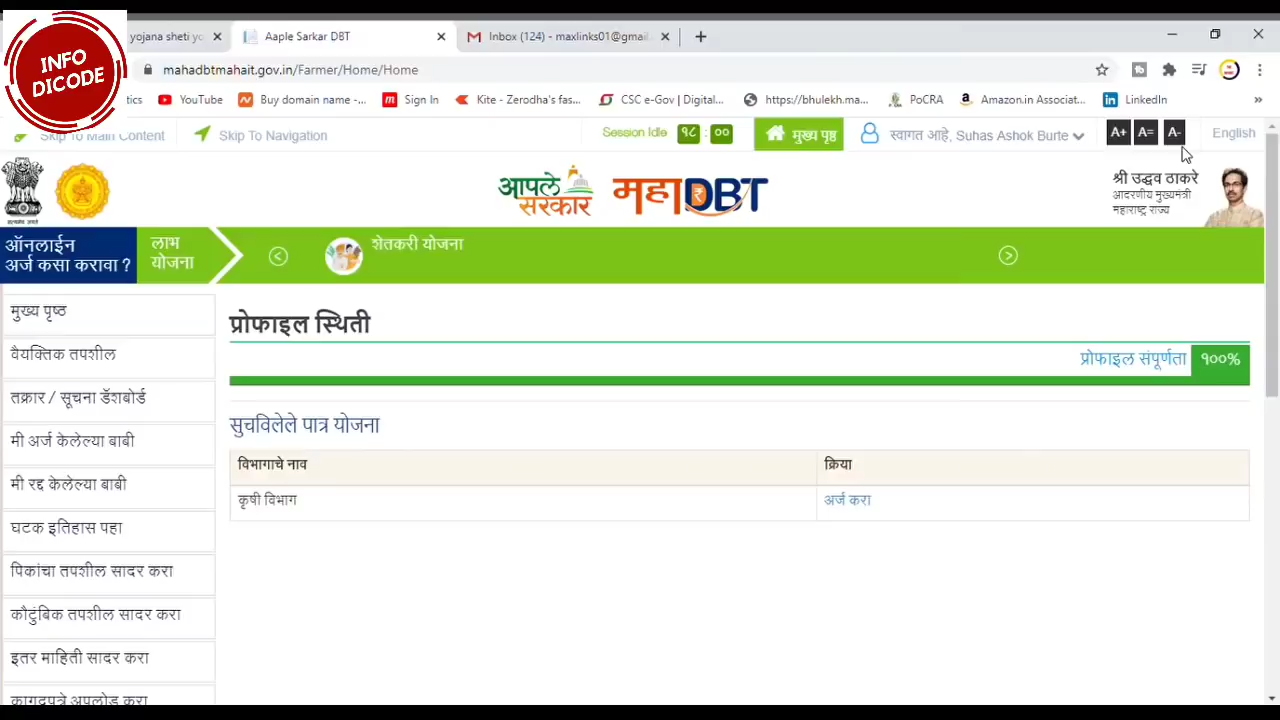 INFO
DICODE
yojana sheti yo
Aaple Sarkar DBT
Inbox (124) - maxlinks01@gmai
mahadbtmahait.gov.in/Farmer/Home/Home
tics
YouTube
Buy domain name -...
Sign In
Kite - Zerodha's fas...
CSC e-Gov | Digital...
https://bhulekh.ma...
PoCRA
Amazon.in Associat...
LinkedIn
»
Skip To Main Content
Skip To Navigation
Session Idle १८ : ००
मुख्य पृष्ठ
स्वागत आहे, Suhas Ashok Burte
A+ A= A-
English
आपले
सरकार
महाDBT
श्री उद्धव ठाकरे
आदरणीय मुख्यमंत्री
महाराष्ट्र राज्य
ऑनलाईन
अर्ज कसा करावा ?
लाभ
योजना
शेतकरी योजना
मुख्य पृष्ठ
वैयक्तिक तपशील
तक्रार / सूचना डॅशबोर्ड
मी अर्ज केलेल्या बाबी
मी रद्द केलेल्या बाबी
घटक इतिहास पहा
पिकांचा तपशील सादर करा
कौटुंबिक तपशील सादर करा
इतर माहिती सादर करा
कागदपत्रे अपलोड करा
प्रोफाइल स्थिती
प्रोफाइल संपूर्णता १००%
सुचविलेले पात्र योजना
विभागाचे नाव क्रिया
कृषी विभाग अर्ज करा